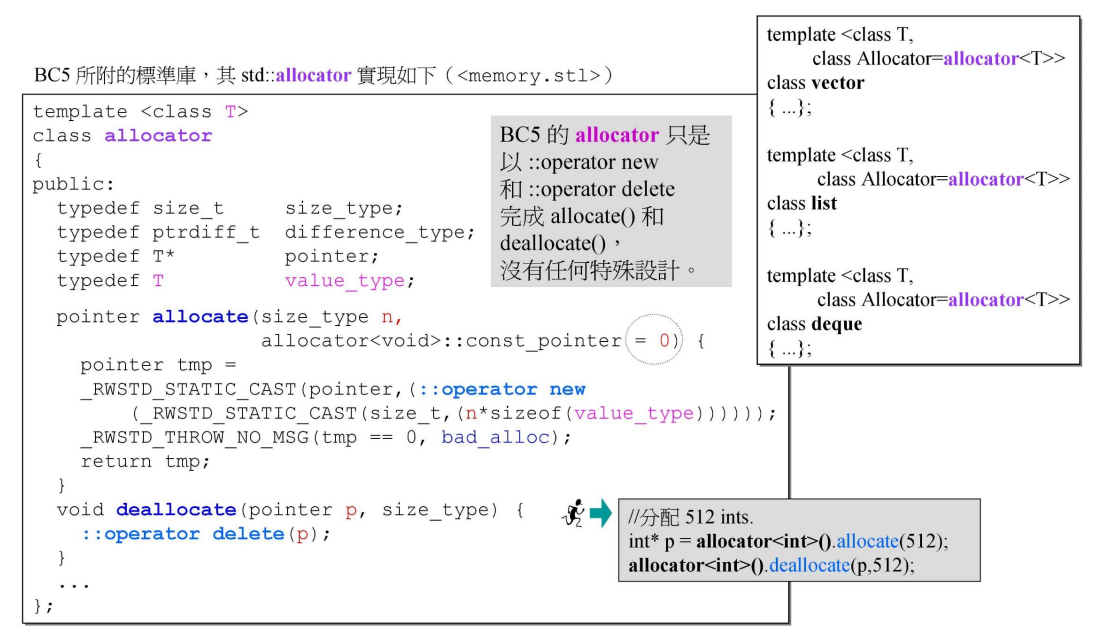 BC5 所附的標準庫，其 std::allocator 實現如下（<memory.stl>）
template <class T>
class allocator
{
public:
  typedef size_t     size_type;
  typedef ptrdiff_t  difference_type;
  typedef T*         pointer;
  typedef T          value_type;
  pointer allocate(size_type n,
                   allocator<void>::const_pointer = 0) {
    pointer tmp =
    _RWSTD_STATIC_CAST(pointer,(::operator new
        (_RWSTD_STATIC_CAST(size_t,(n*sizeof(value_type))))));
    _RWSTD_THROW_NO_MSG(tmp == 0, bad_alloc);
    return tmp;
  }
  void deallocate(pointer p, size_type) {
    ::operator delete(p);
  }
  ...
};
BC5 的 allocator 只是
以 ::operator new
和 ::operator delete
完成 allocate() 和
deallocate()，
沒有任何特殊設計。
template <class T,
class Allocator=allocator<T>>
class vector
{ ...};
template <class T,
class Allocator=allocator<T>>
class list
{ ...};
template <class T,
class Allocator=allocator<T>>
class deque
{ ...};
//分配 512 ints.
int* p = allocator<int>().allocate(512);
allocator<int>().deallocate(p,512);